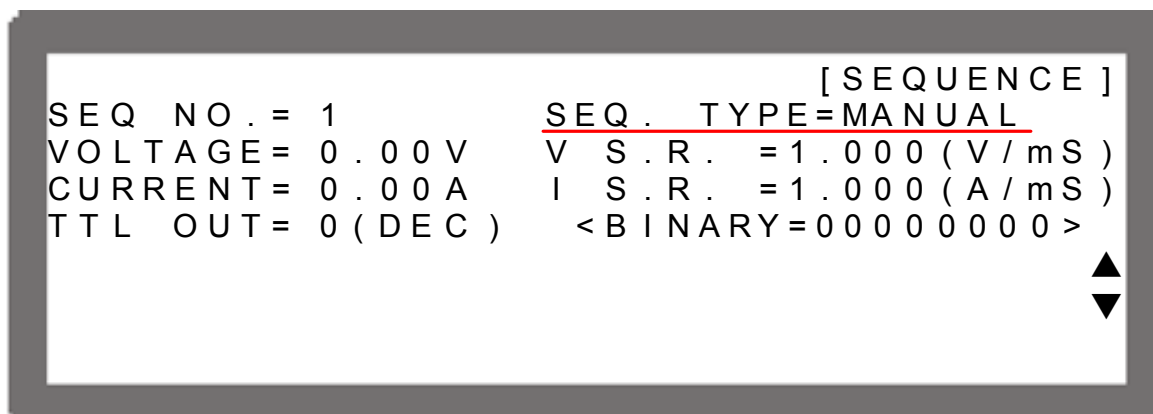 [SEQUENCE]
SEQ NO.= 1 SEQ. TYPE=MANUAL
VOLTAGE= 0.00V V S.R. =1.000(V/mS)
CURRENT= 0.00A I S.R. =1.000(A/mS)
TTL OUT= 0(DEC) <BINARY=00000000>